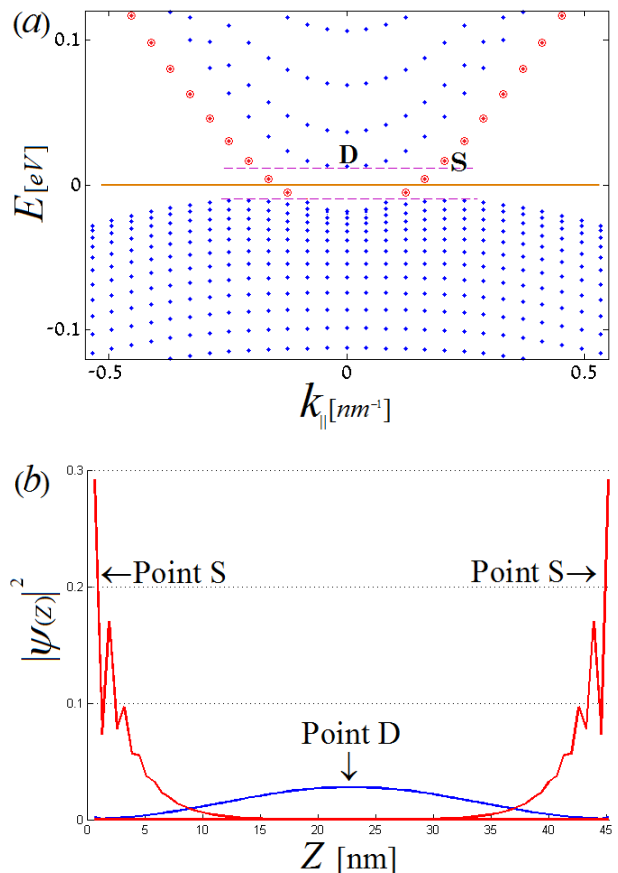 (a)
0.1
D
S
E[eV]
0
-0.1
-0.5
0
0.5
k||[nm⁻¹]
(b)
0.3
←Point S
Point S→
0.2
|ψ(Z)|²
0.1
Point D
↓
0
0
5
10
15
20
25
30
35
40
45
Z [nm]